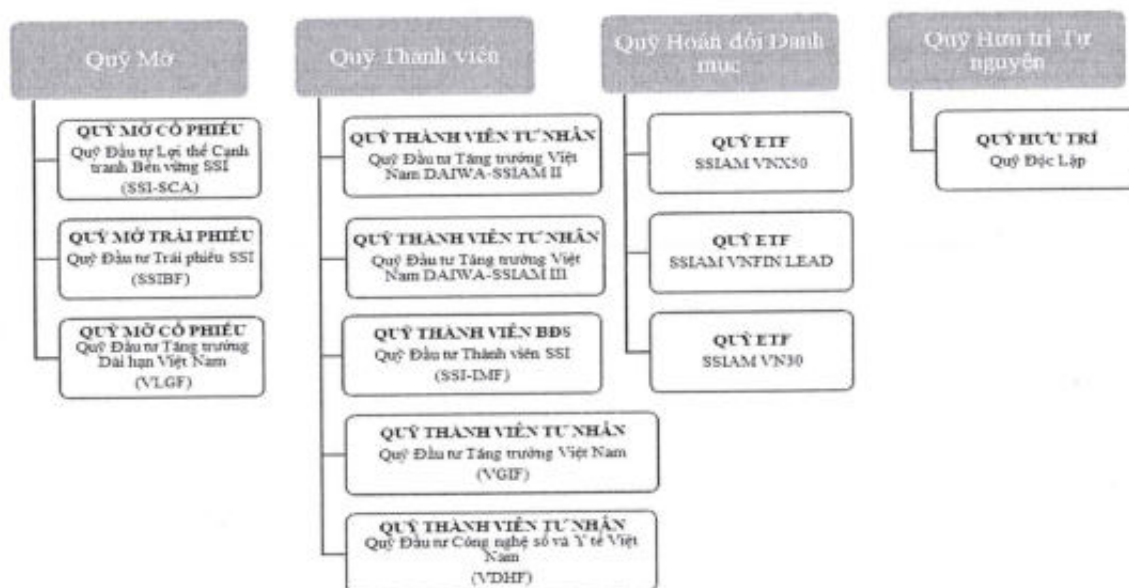 Quỹ Mở
QUỸ MỞ CỔ PHIẾU
Quỹ Đầu tư Lợi thế Cạnh
tranh Bền vững SSI
(SSI-SCA)
QUỸ MỞ TRÁI PHIẾU
Quỹ Đầu tư Trái phiếu SSI
(SSIBF)
QUỸ MỞ CỔ PHIẾU
Quỹ Đầu tư Tăng trưởng
Dài hạn Việt Nam
(VLGF)
Quỹ Thành viên
QUỸ THÀNH VIÊN TƯ NHÂN
Quỹ Đầu tư Tăng trưởng Việt
Nam DAIWA-SSIAM II
QUỸ THÀNH VIÊN TƯ NHÂN
Quỹ Đầu tư Tăng trưởng Việt
Nam DAIWA-SSIAM III
QUỸ THÀNH VIÊN BĐS
Quỹ Đầu tư Thành viên SSI
(SSI-IMF)
QUỸ THÀNH VIÊN TƯ NHÂN
Quỹ Đầu tư Tăng trưởng Việt Nam
(VGIF)
QUỸ THÀNH VIÊN TƯ NHÂN
Quỹ Đầu tư Công nghệ số và Y tế Việt
Nam
(VDHF)
Quỹ Hoán đổi Danh
mục
QUỸ ETF
SSIAM VNX50
QUỸ ETF
SSIAM VNFIN LEAD
QUỸ ETF
SSIAM VN30
Quỹ Hưu trí Tự
nguyện
QUỸ HƯU TRÍ
Quỹ Độc Lập